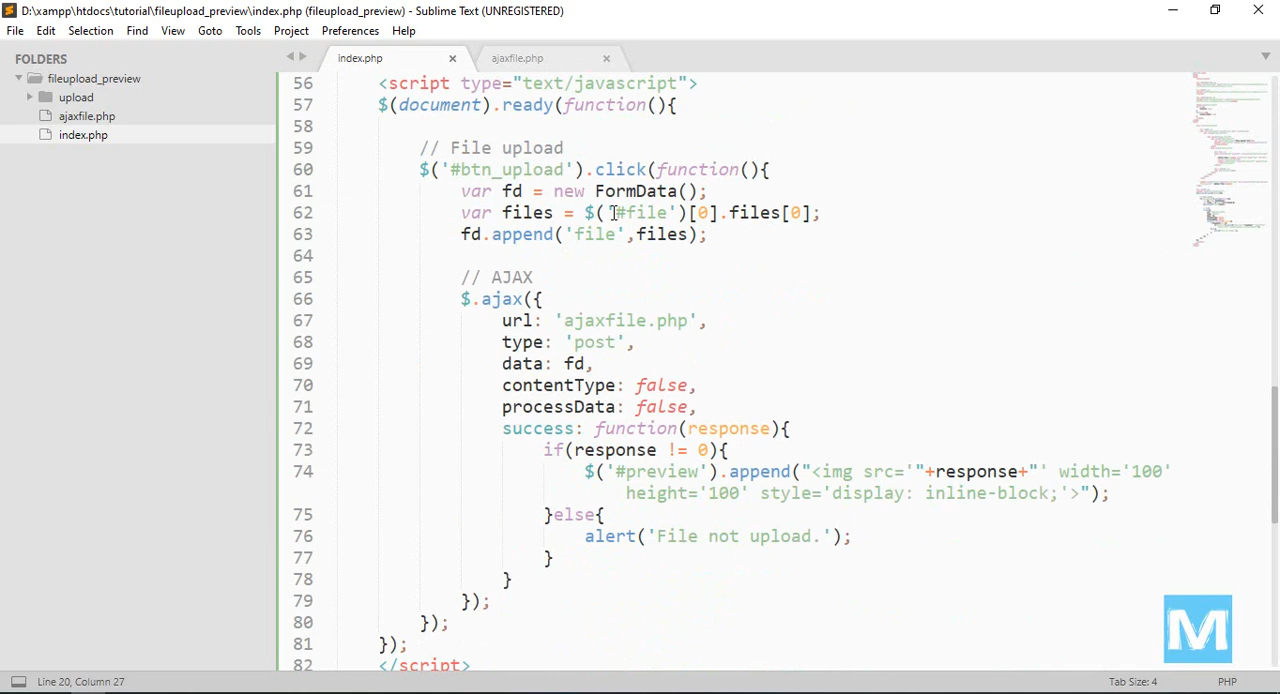 D:\xampp\htdocs\tutorial\fileupload_preview\index.php (fileupload_preview) - Sublime Text (UNREGISTERED)
File Edit Selection Find View Goto Tools Project Preferences Help
FOLDERS
fileupload_preview
upload
ajaxfile.php
index.php
index.php ajaxfile.php
56 <script type="text/javascript">
57 $(document).ready(function(){
58
59 // File upload
60 $('#btn_upload').click(function(){
61 var fd = new FormData();
62 var files = $('#file')[0].files[0];
63 fd.append('file',files);
64
65 // AJAX
66 $.ajax({
67 url: 'ajaxfile.php',
68 type: 'post',
69 data: fd,
70 contentType: false,
71 processData: false,
72 success: function(response){
73 if(response != 0){
74 $('#preview').append("<img src='"+response+"' width='100'
height='100' style='display: inline-block;'>");
75 }else{
76 alert('File not upload.');
77 }
78 }
79 });
80 });
81 });
82 </script>
M
Line 20, Column 27 Tab Size: 4 PHP